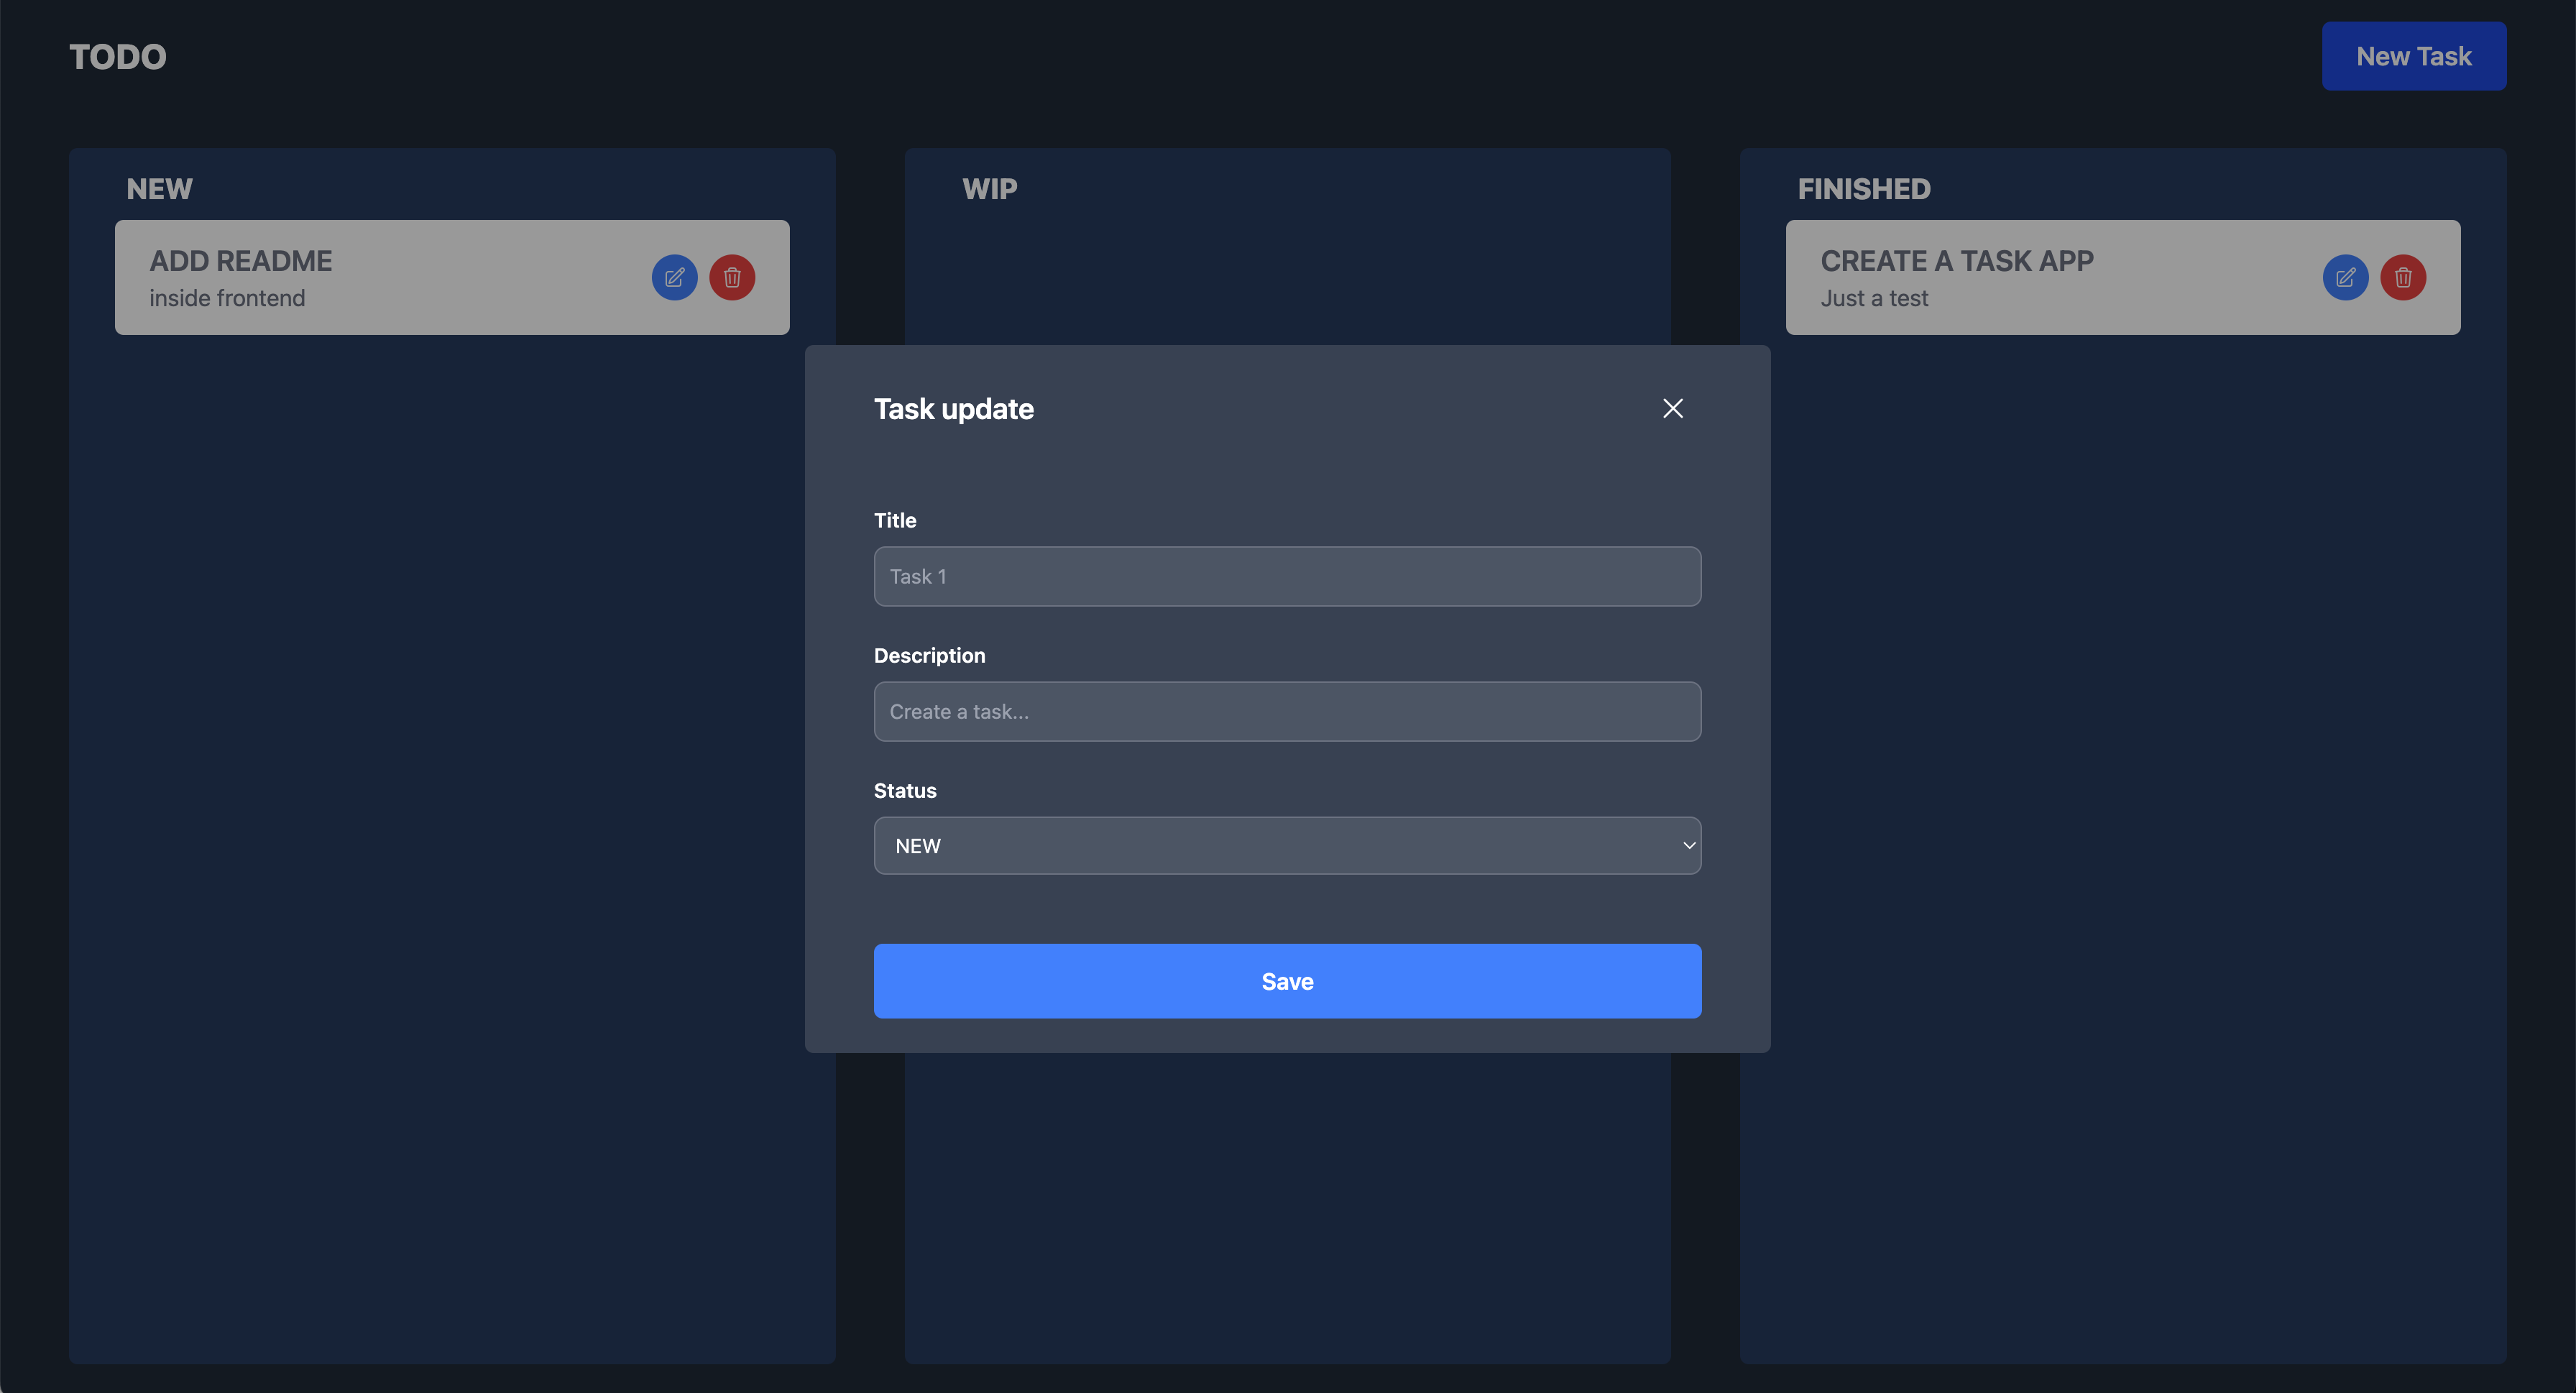 TODO
New Task
NEW
ADD README
inside frontend
WIP
FINISHED
CREATE A TASK APP
Just a test
Task update
Title
Task 1
Description
Create a task...
Status
NEW
Save